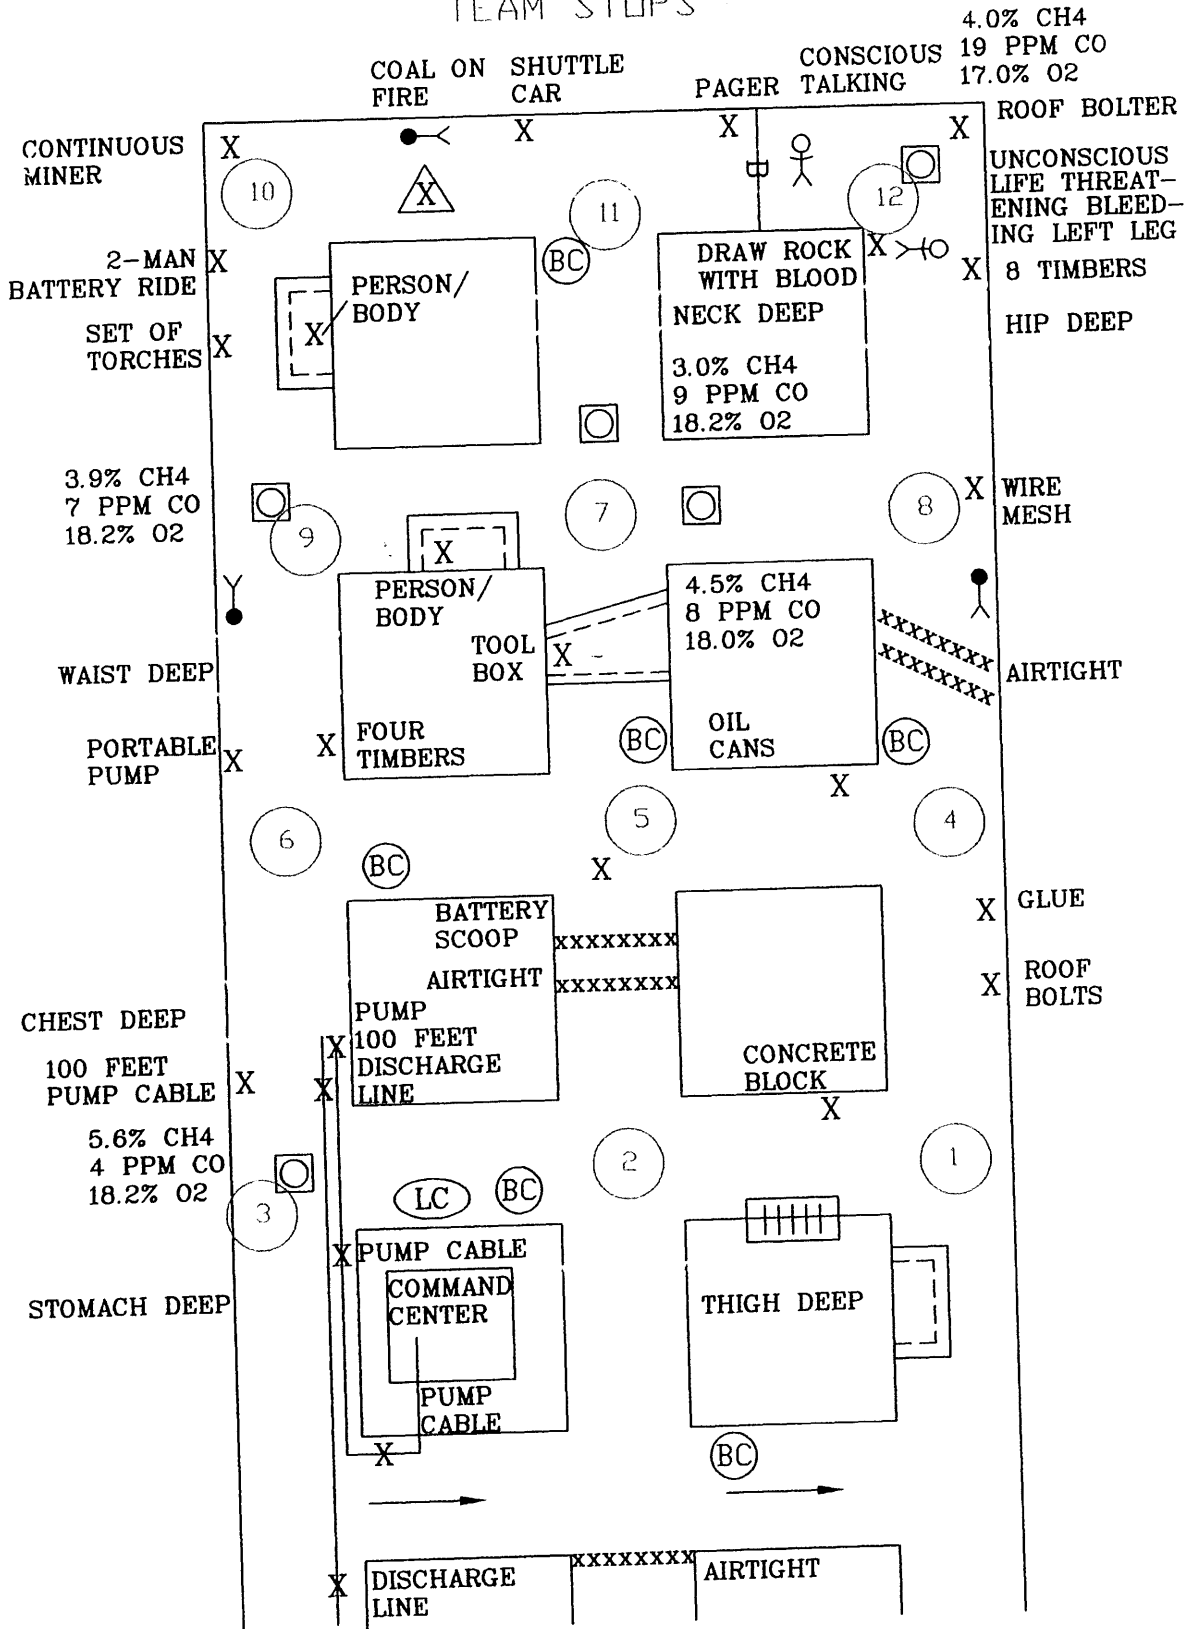 TEAM STOPS
4.0% CH4
19 PPM CO
17.0% O2
CONSCIOUS
TALKING
COAL ON
FIRE
SHUTTLE
CAR
PAGER
ROOF BOLTER
CONTINUOUS
MINER
X
X
X
X
X
10
11
12
UNCONSCIOUS
LIFE THREAT-
ENING BLEED-
ING LEFT LEG
2-MAN
BATTERY RIDE
X
BC
DRAW ROCK
WITH BLOOD
X
X
8 TIMBERS
PERSON/
BODY
X
NECK DEEP
HIP DEEP
SET OF
TORCHES
X
3.0% CH4
9 PPM CO
18.2% O2
3.9% CH4
7 PPM CO
18.2% O2
9
7
8
X
WIRE
MESH
X
PERSON/
BODY
4.5% CH4
8 PPM CO
18.0% O2
TOOL
BOX
X
xxxxxxxx
xxxxxxxx
AIRTIGHT
WAIST DEEP
PORTABLE
PUMP
X
X
FOUR
TIMBERS
BC
OIL
CANS
BC
X
6
5
4
BC
X
BATTERY
SCOOP
xxxxxxxx
AIRTIGHT
xxxxxxxx
X
GLUE
X
ROOF
BOLTS
CHEST DEEP
PUMP
100 FEET
DISCHARGE
LINE
X
X
100 FEET
PUMP CABLE
X
CONCRETE
BLOCK
X
5.6% CH4
4 PPM CO
18.2% O2
3
2
1
LC
BC
X
PUMP CABLE
COMMAND
CENTER
STOMACH DEEP
THIGH DEEP
PUMP
CABLE
X
BC
X
DISCHARGE
LINE
xxxxxxxx
AIRTIGHT